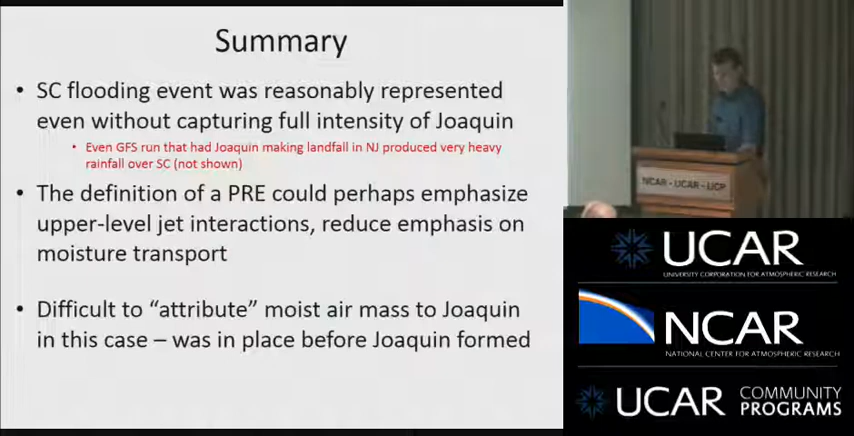 Summary
• SC flooding event was reasonably represented
even without capturing full intensity of Joaquin
• Even GFS run that had Joaquin making landfall in NJ produced very heavy
rainfall over SC (not shown)
• The definition of a PRE could perhaps emphasize
upper-level jet interactions, reduce emphasis on
moisture transport
• Difficult to “attribute” moist air mass to Joaquin
in this case – was in place before Joaquin formed
NCAR - UCAR - UCP
UCAR
UNIVERSITY CORPORATION FOR ATMOSPHERIC RESEARCH
NCAR
NATIONAL CENTER FOR ATMOSPHERIC RESEARCH
UCAR COMMUNITY
PROGRAMS